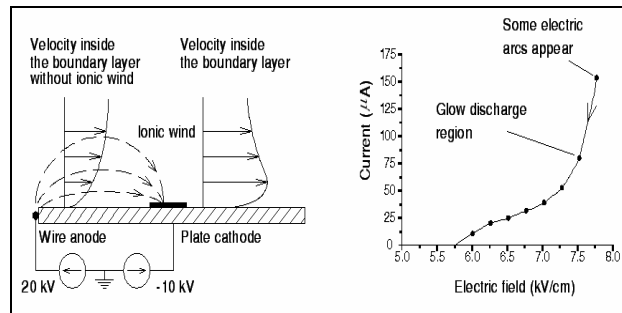 Velocity inside
the boundary layer
without ionic wind
Velocity inside
the boundary layer
Ionic wind
Wire anode
Plate cathode
20 kV
-10 kV
Some electric
arcs appear
Glow discharge
region
Current (μA)
175
150
125
100
75
50
25
0
5.0 5.5 6.0 6.5 7.0 7.5 8.0
Electric field (kV/cm)